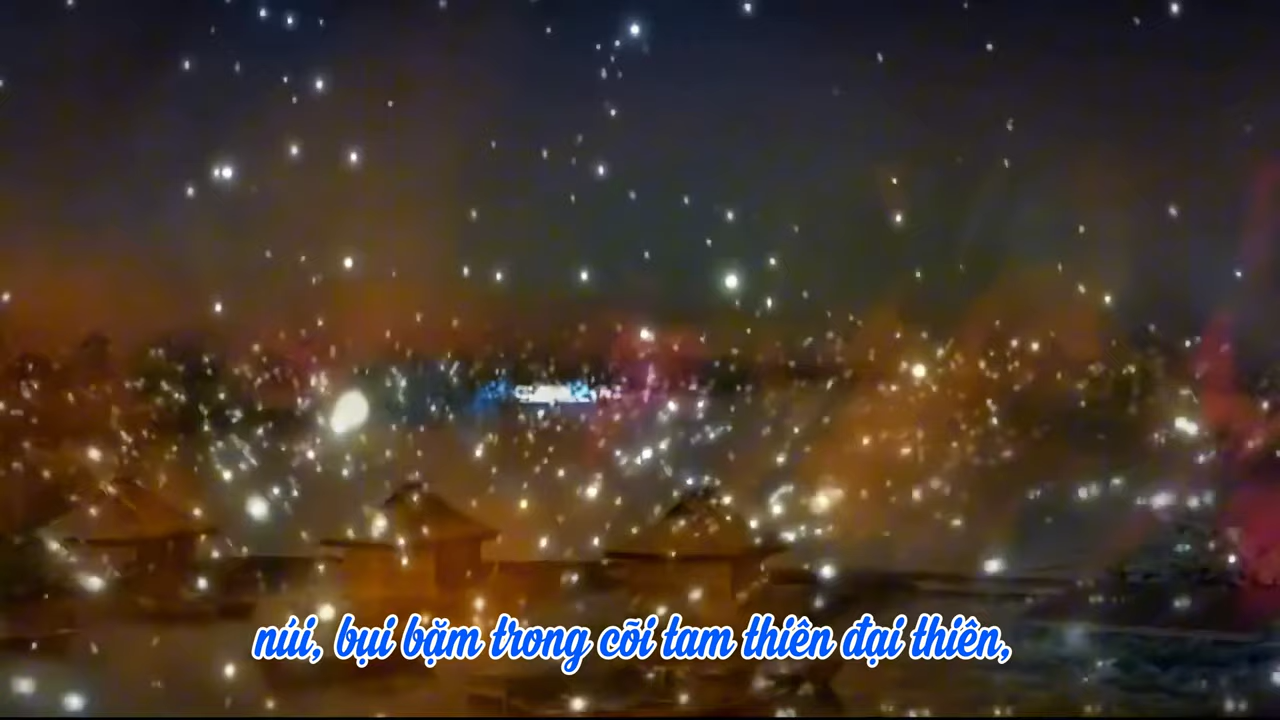 núi, bụi bặm trong cõi tam thiên đại thiên,